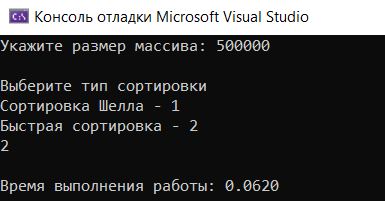 Консоль отладки Microsoft Visual Studio
Укажите размер массива: 500000
Выберите тип сортировки
Сортировка Шелла - 1
Быстрая сортировка - 2
2
Время выполнения работы: 0.0620